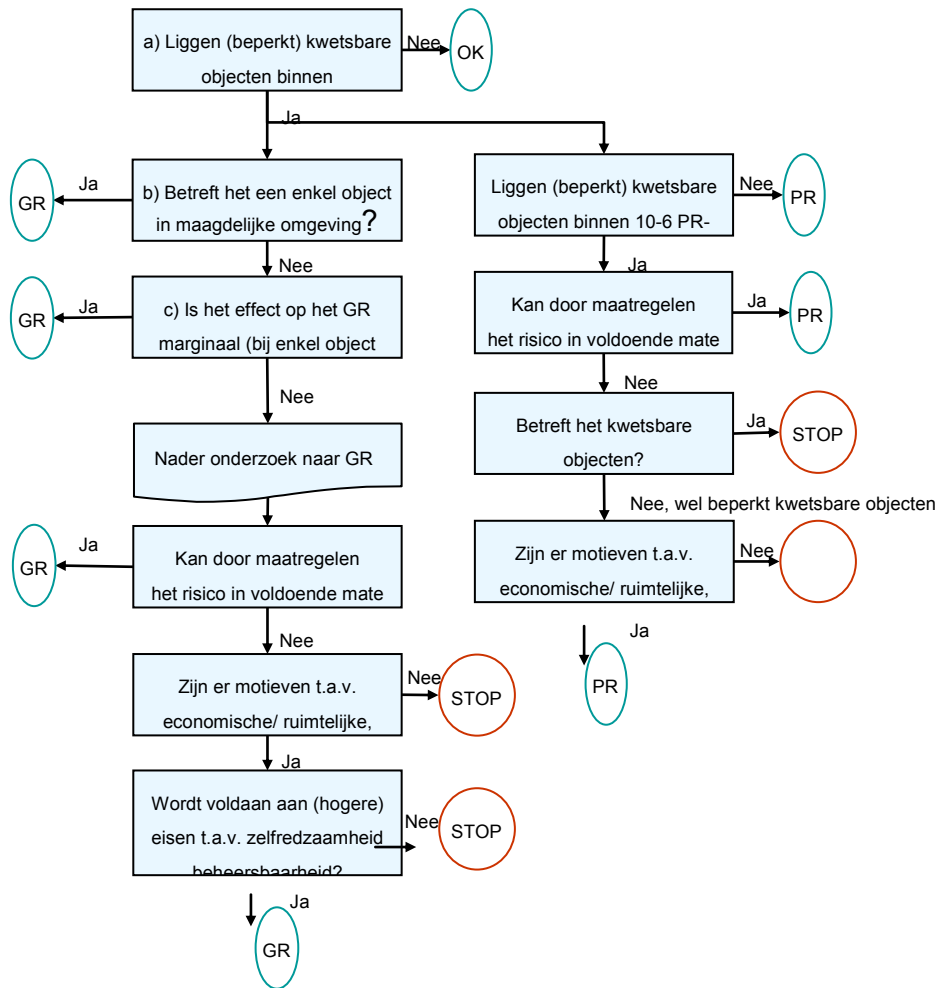 a) Liggen (beperkt) kwetsbare
objecten binnen
Nee
OK
Ja
b) Betreft het een enkel object
in maagdelijke omgeving?
Ja
GR
Nee
c) Is het effect op het GR
marginaal (bij enkel object
Ja
GR
Nee
Nader onderzoek naar GR
Kan door maatregelen
het risico in voldoende mate
Ja
GR
Nee
Zijn er motieven t.a.v.
economische/ ruimtelijke,
Nee
STOP
Ja
Wordt voldaan aan (hogere)
eisen t.a.v. zelfredzaamheid
beheersbaarheid?
Nee
STOP
Ja
GR
Liggen (beperkt) kwetsbare
objecten binnen 10-6 PR-
Nee
PR
Ja
Kan door maatregelen
het risico in voldoende mate
Ja
PR
Nee
Betreft het kwetsbare
objecten?
Ja
STOP
Nee, wel beperkt kwetsbare objecten
Zijn er motieven t.a.v.
economische/ ruimtelijke,
Nee
Ja
PR